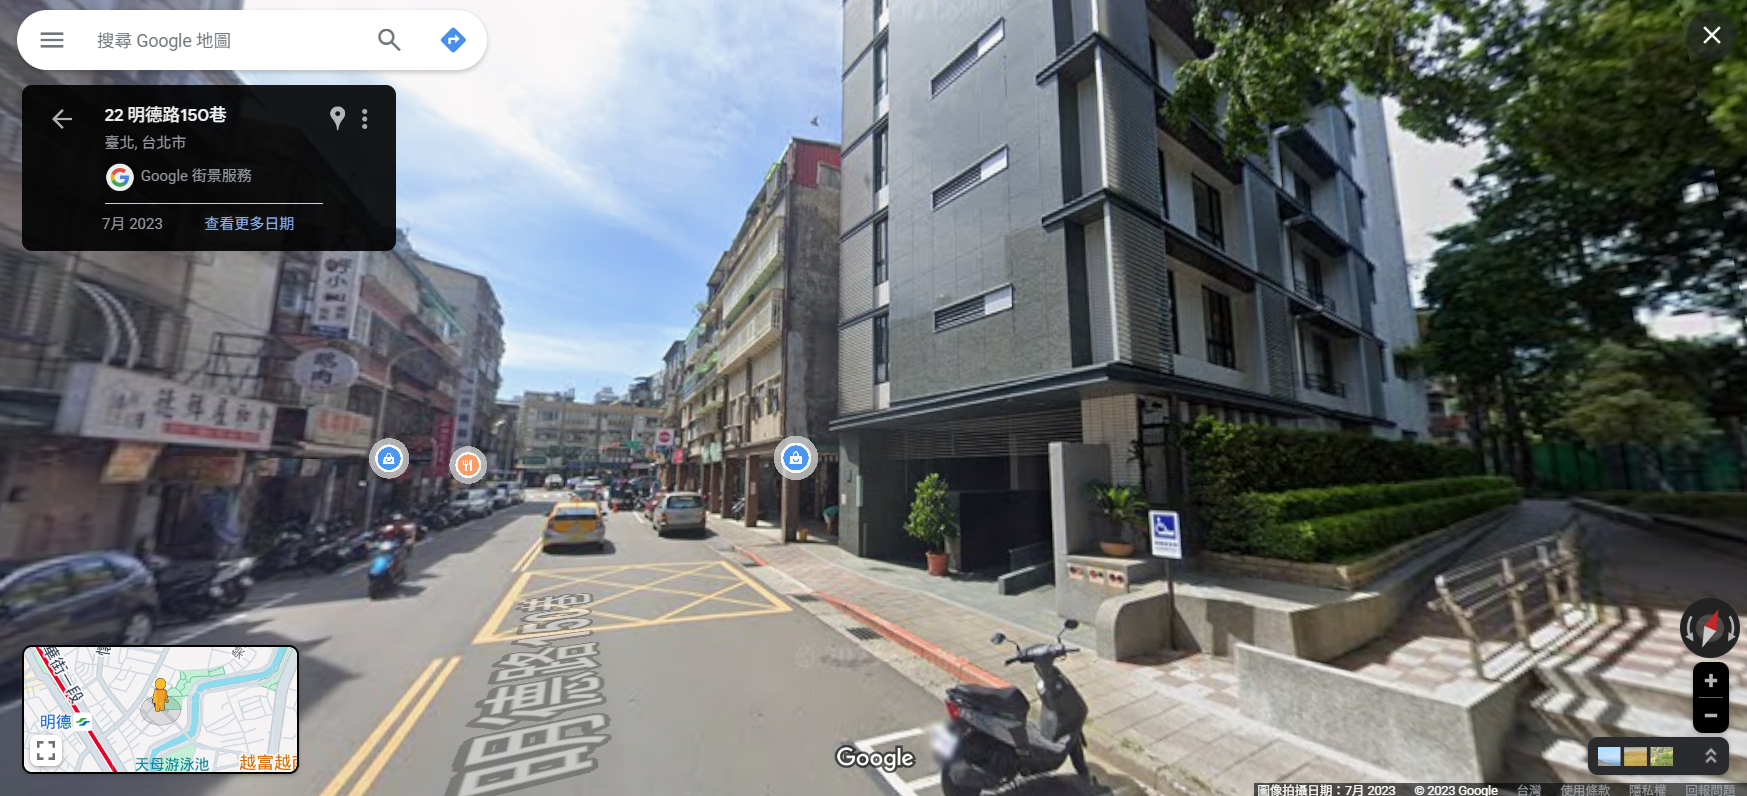 搜尋 Google 地圖
22 明德路150巷
臺北, 台北市
Google 街景服務
7月 2023
查看更多日期
鵝肉
明德路150巷
明德
天母游泳池
越富越
Google
圖像拍攝日期：7月 2023
© 2023 Google
台灣
使用條款
隱私權
回報問題